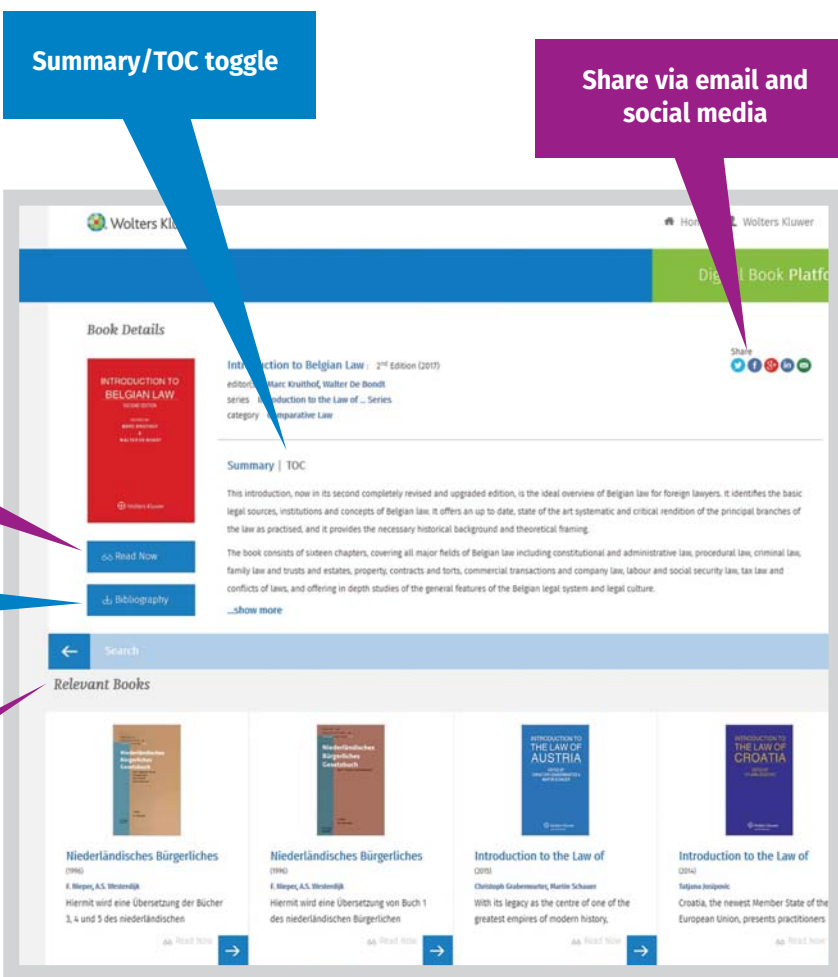 Summary/TOC toggle
Share via email and
social media
Wolters Kl
Wolters Kluwer
Book Platfo
Book Details
INTRODUCTION TO
BELGIAN LAW
SECOND EDITION
EDITED BY
MARC KRUITHOF
&
WALTER DE BONDT
Wolters Kluwer
Introduction to Belgian Law : 2nd Edition (2017)
Marc Kruithof, Walter De Bondt
series Introduction to the Law of ... Series
category Comparative Law
Share
Summary | TOC
This introduction, now in its second completely revised and upgraded edition, is the ideal overview of Belgian law for foreign lawyers. It identifies the basic
legal sources, institutions and concepts of Belgian law. It offers an up to date, state of the art systematic and critical rendition of the principal branches of
the law as practised, and it provides the necessary historical background and theoretical framing.
The book consists of sixteen chapters, covering all major fields of Belgian law including constitutional and administrative law, procedural law, criminal law,
family law and trusts and estates, property, contracts and torts, commercial transactions and company law, labour and social security law, tax law and
conflicts of laws, and offering in depth studies of the general features of the Belgian legal system and legal culture.
...show more
Read Now
Bibliography
Search
Relevant Books
Niederländisches
Bürgerliches
Gesetzbuch
Niederländisches
Bürgerliches
Gesetzbuch
INTRODUCTION TO
THE LAW OF
AUSTRIA
INTRODUCTION TO
THE LAW OF
CROATIA
Niederländisches Bürgerliches
(1996)
F. Nieper, A.S. Westerdijk
Hiermit wird eine Übersetzung der Bücher
3, 4 und 5 des niederländischen
Read Now
Niederländisches Bürgerliches
(1996)
F. Nieper, A.S. Westerdijk
Hiermit wird eine Übersetzung von Buch 1
des niederländischen Bürgerlichen
Read Now
Introduction to the Law of
(2015)
Christoph Grabenwarter, Martin Schauer
With its legacy as the centre of one of the
greatest empires of modern history,
Read Now
Introduction to the Law of
(2014)
Tatjana Josipovic
Croatia, the newest Member State of the
European Union, presents practitioners
Read Now